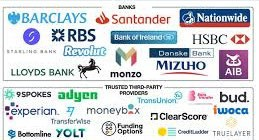 BANKS
BARCLAYS Santander Nationwide
STARLING BANK RBS Bank of Ireland HSBC
Revolut Danske Bank
LLOYDS BANK monzo MIZUHO AIB
TRUSTED THIRD-PARTY PROVIDERS
9SPOKES adyen TransUnion bud.
experian. moneybox iwoca
TransferWise ClearScore
Bottomline YOLT Funding Options CreditLadder TRUELAYER